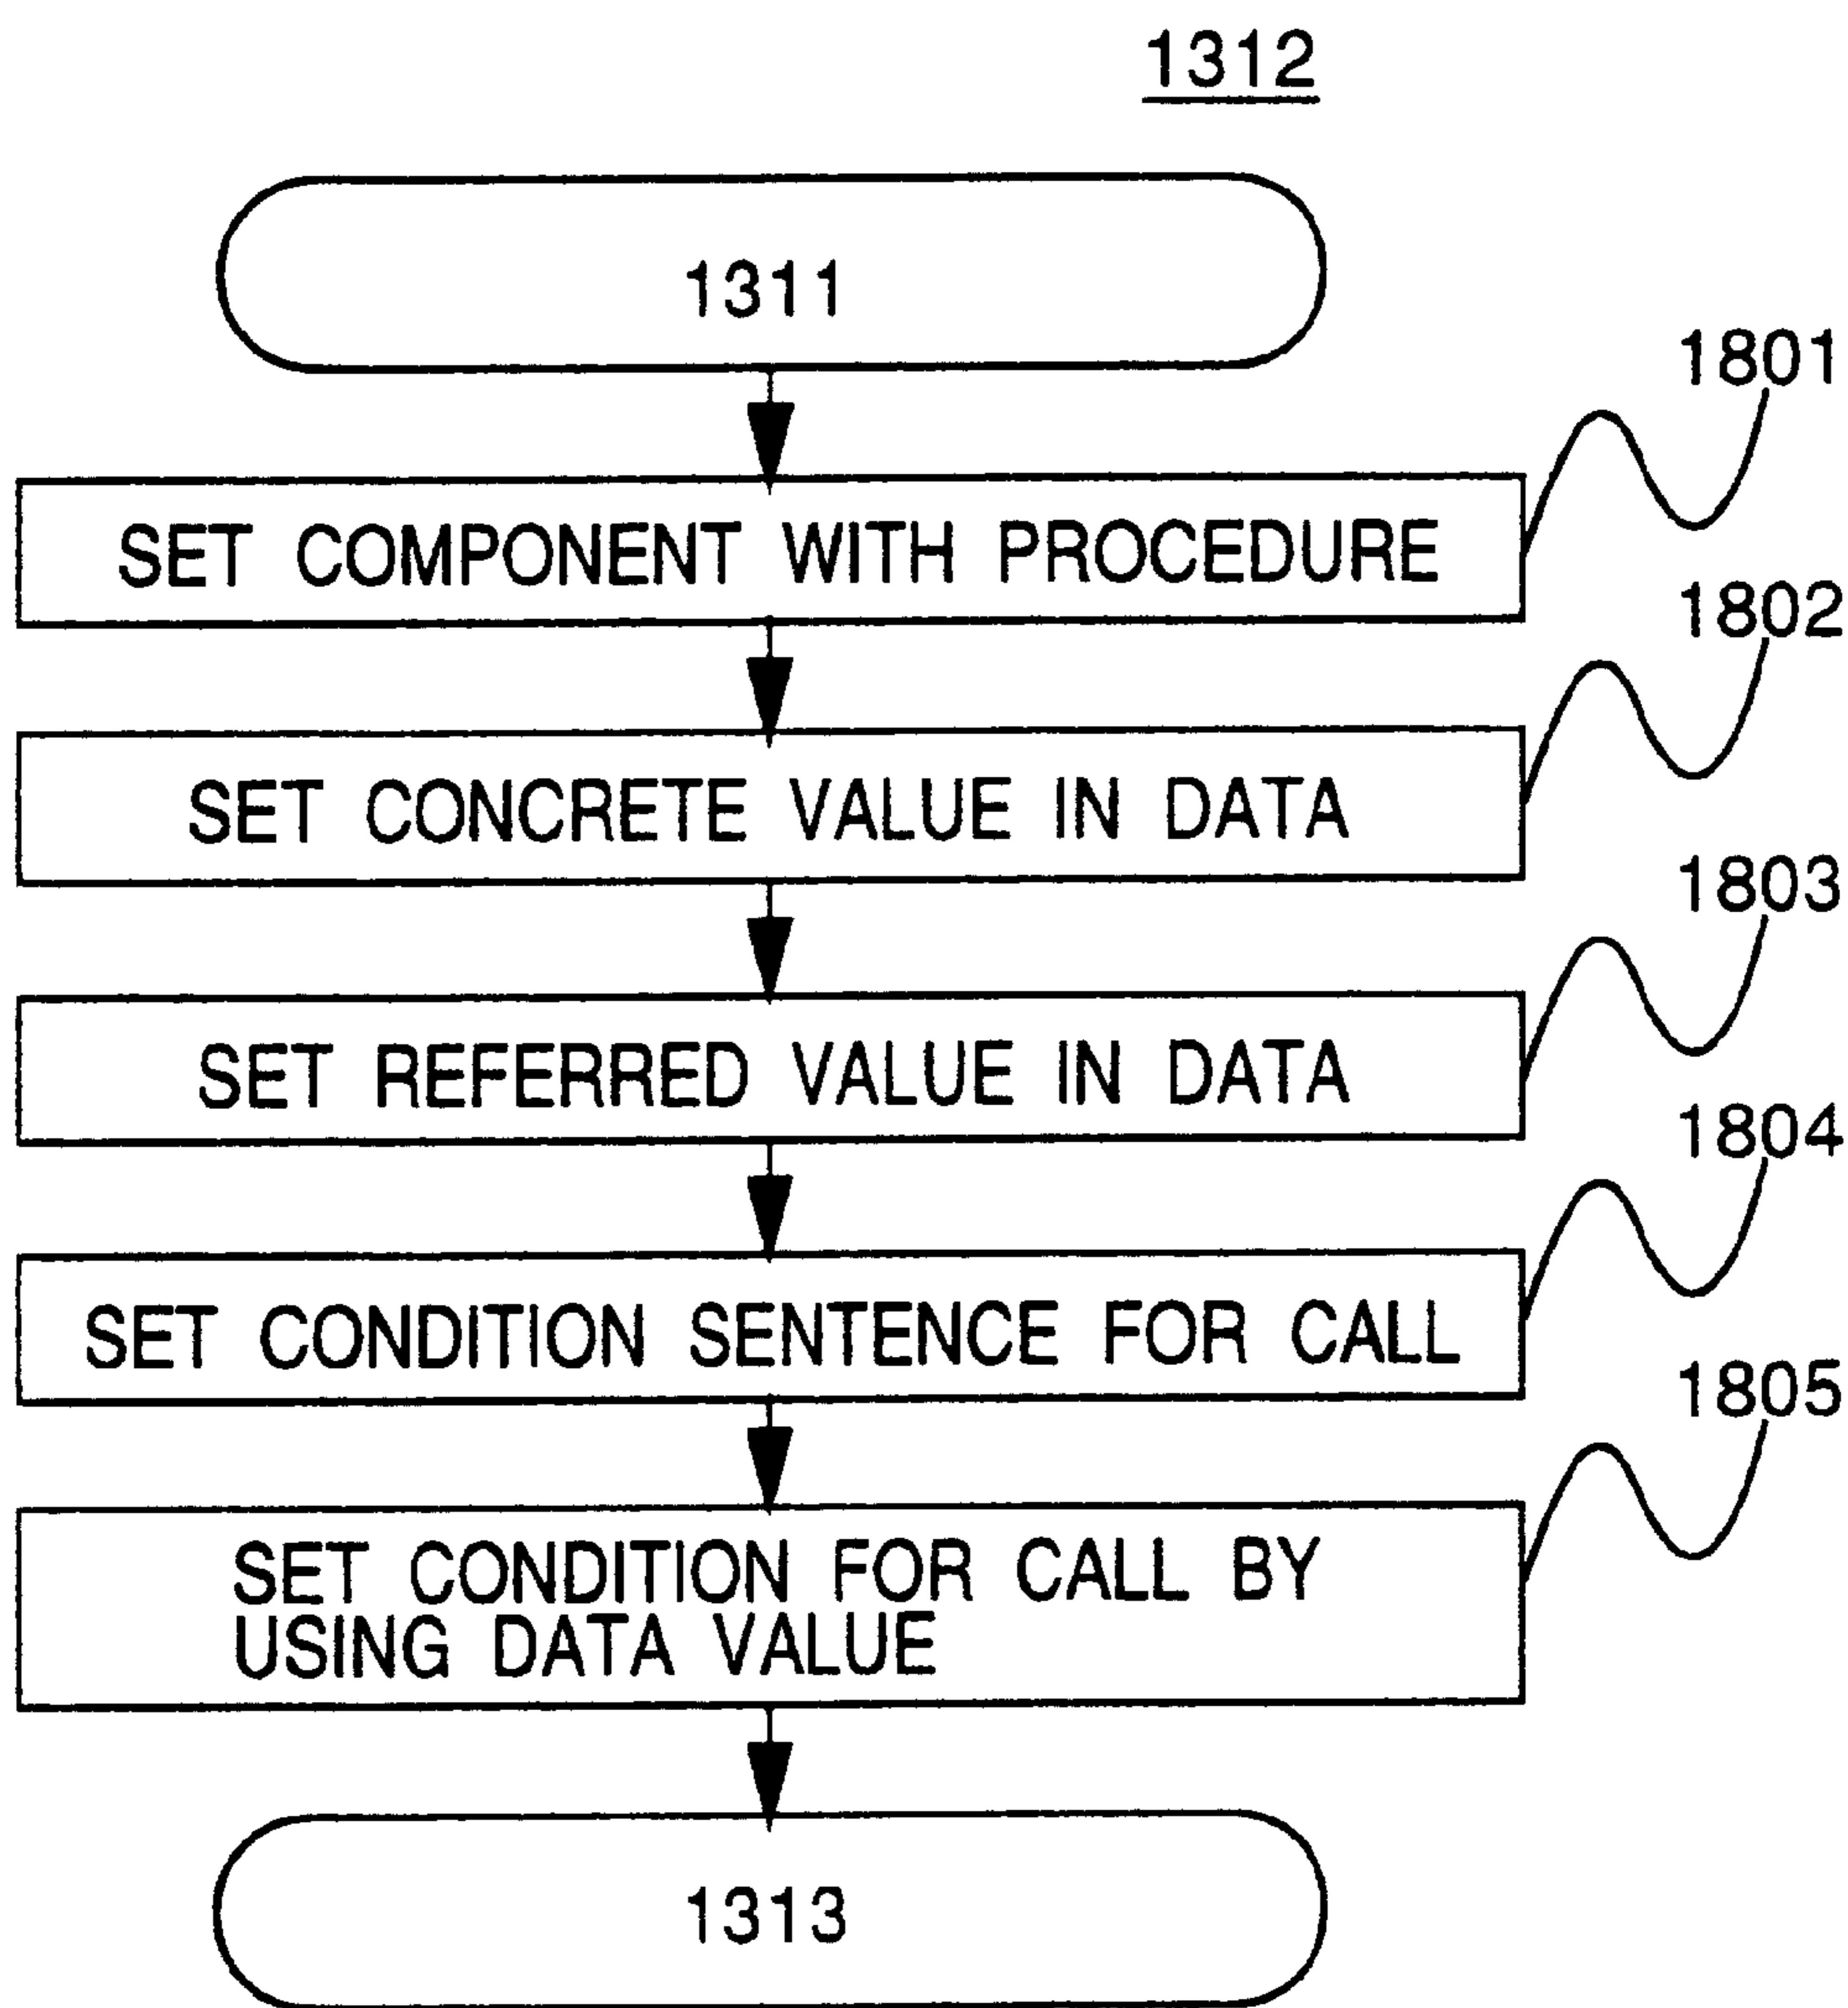 1312
1311
1801
SET COMPONENT WITH PROCEDURE
1802
SET CONCRETE VALUE IN DATA
1803
SET REFERRED VALUE IN DATA
1804
SET CONDITION SENTENCE FOR CALL
1805
SET CONDITION FOR CALL BY
USING DATA VALUE
1313